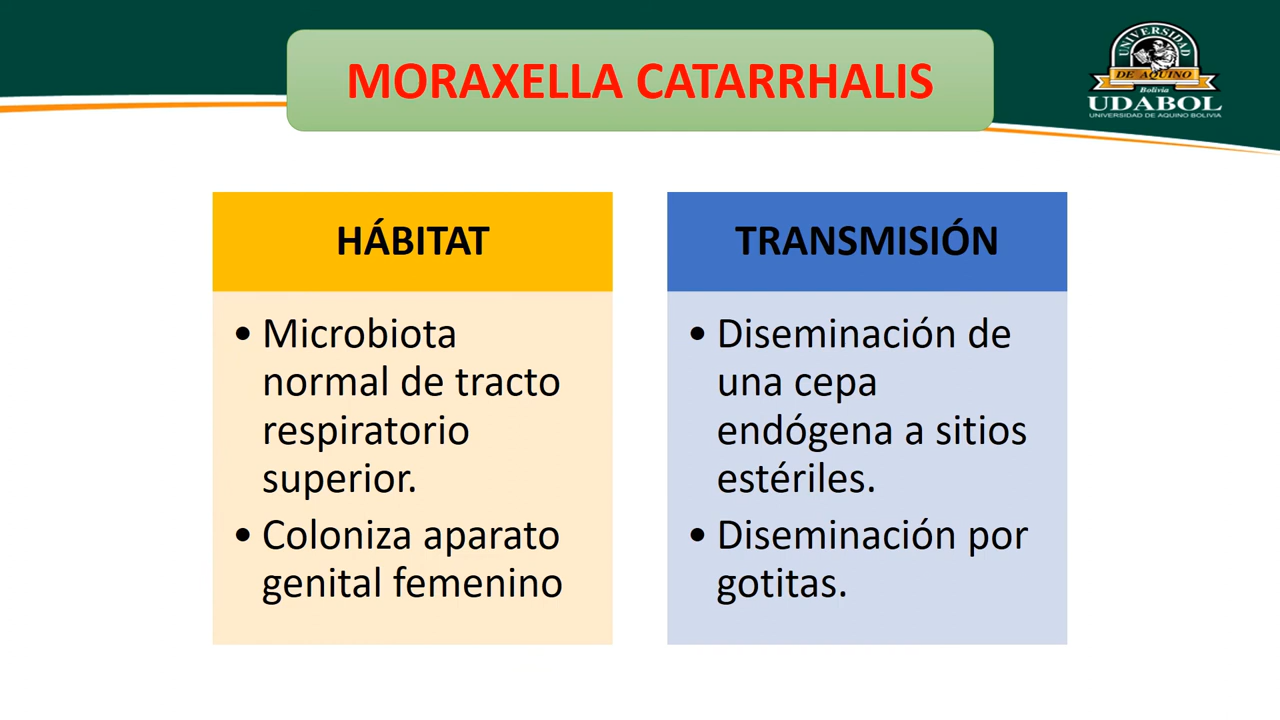 MORAXELLA CATARRHALIS
UNIVERSIDAD
DE AQUINO
Bolivia
UDABOL
UNIVERSIDAD DE AQUINO BOLIVIA
HÁBITAT
• Microbiota
normal de tracto
respiratorio
superior.
• Coloniza aparato
genital femenino
TRANSMISIÓN
• Diseminación de
una cepa
endógena a sitios
estériles.
• Diseminación por
gotitas.